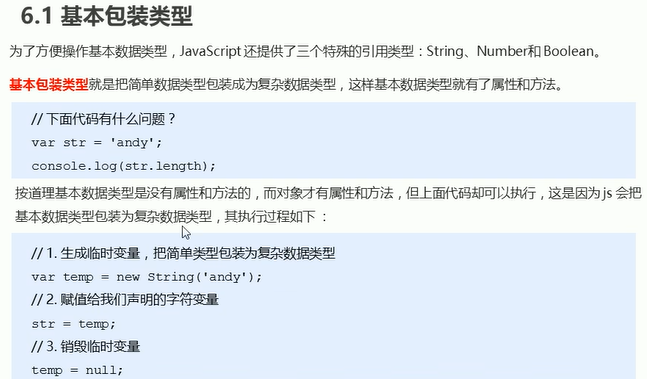 6.1 基本包装类型
为了方便操作基本数据类型，JavaScript 还提供了三个特殊的引用类型：String、Number和 Boolean。
基本包装类型就是把简单数据类型包装成为复杂数据类型，这样基本数据类型就有了属性和方法。
// 下面代码有什么问题？
var str = 'andy';
console.log(str.length);
按道理基本数据类型是没有属性和方法的，而对象才有属性和方法，但上面代码却可以执行，这是因为 js 会把
基本数据类型包装为复杂数据类型，其执行过程如下 ：
// 1. 生成临时变量，把简单类型包装为复杂数据类型
var temp = new String('andy');
// 2. 赋值给我们声明的字符变量
str = temp;
// 3. 销毁临时变量
temp = null;